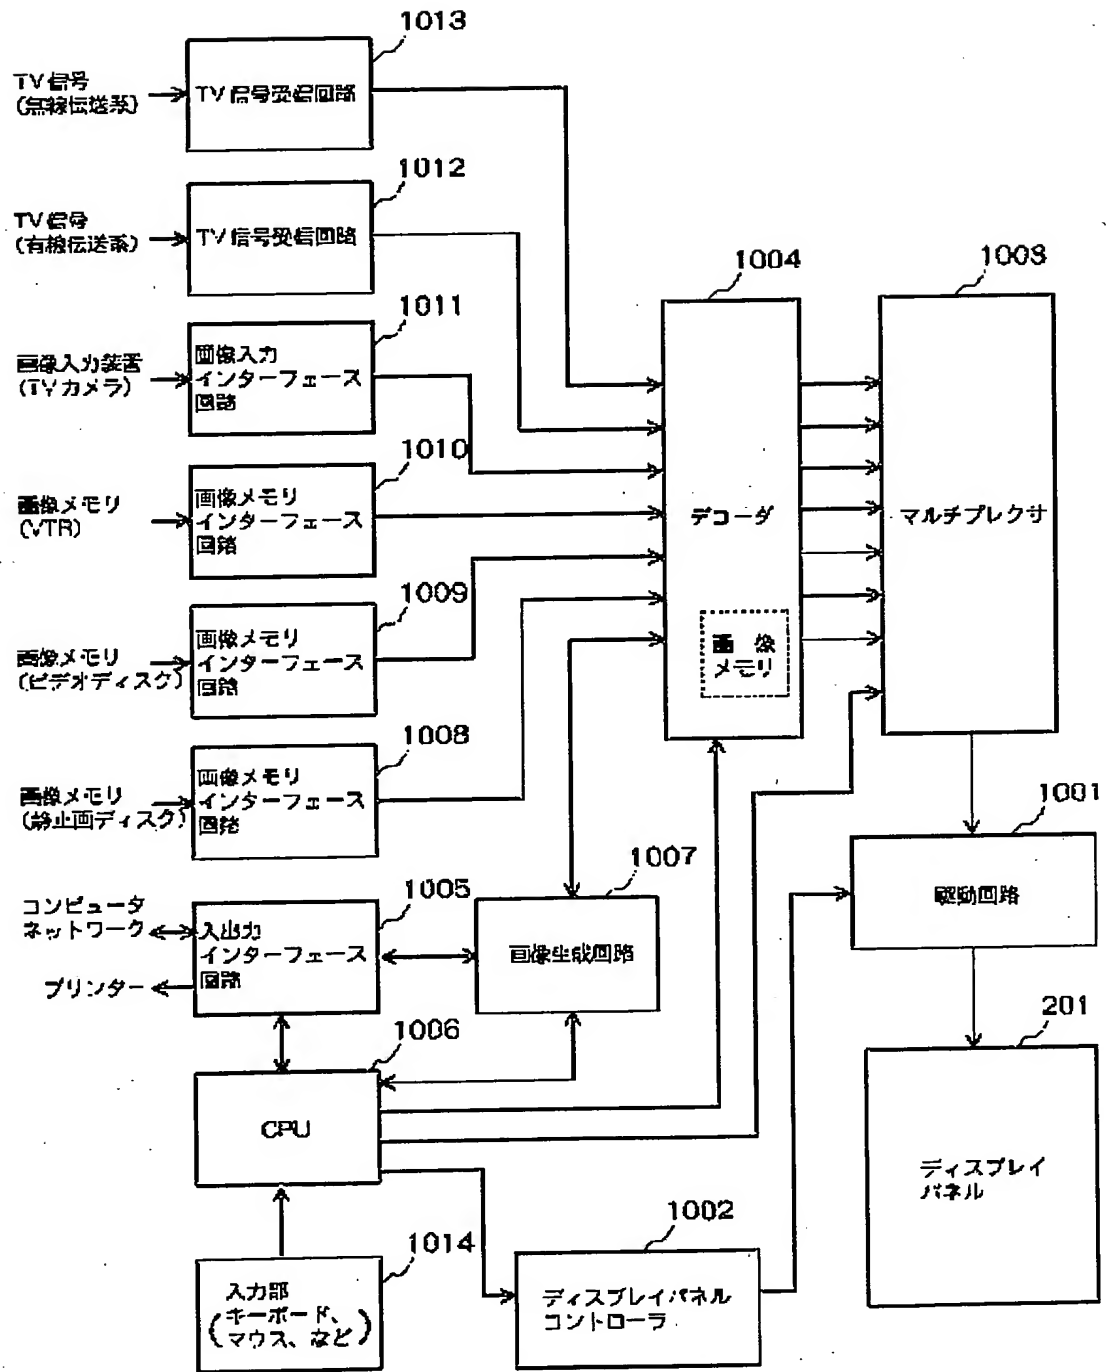 1013
TV信号
(無線伝送系)
TV信号受信回路
1012
TV信号
(有線伝送系)
TV信号受信回路
1011
画像入力装置
(TVカメラ)
画像入力
インターフェース
回路
1010
画像メモリ
(VTR)
画像メモリ
インターフェース
回路
1009
画像メモリ
(ビデオディスク)
画像メモリ
インターフェース
回路
1008
画像メモリ
(静止画ディスク)
画像メモリ
インターフェース
回路
1004
デコーダ
画像
メモリ
1003
マルチプレクサ
1007
画像生成回路
1005
コンピュータ
ネットワーク
プリンター
入出力
インターフェース
回路
1006
CPU
1014
入力部
(キーボード、
マウス、など)
1002
ディスプレイパネル
コントローラ
1001
駆動回路
201
ディスプレイ
パネル